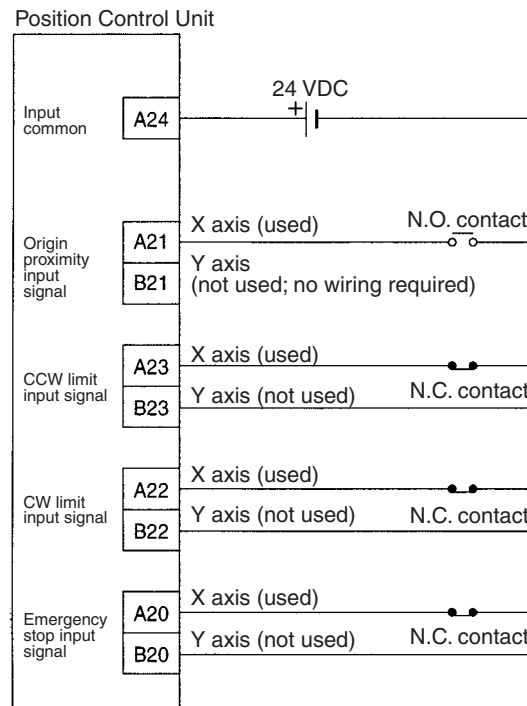 Position Control Unit
24 VDC
+
Input
common
A24
X axis (used)
N.O. contact
Origin
proximity
input
signal
A21
B21
Y axis
(not used; no wiring required)
X axis (used)
CCW limit
input signal
A23
B23
N.C. contact
Y axis (not used)
X axis (used)
CW limit
input signal
A22
B22
N.C. contact
Y axis (not used)
X axis (used)
Emergency
stop input
signal
A20
B20
N.C. contact
Y axis (not used)